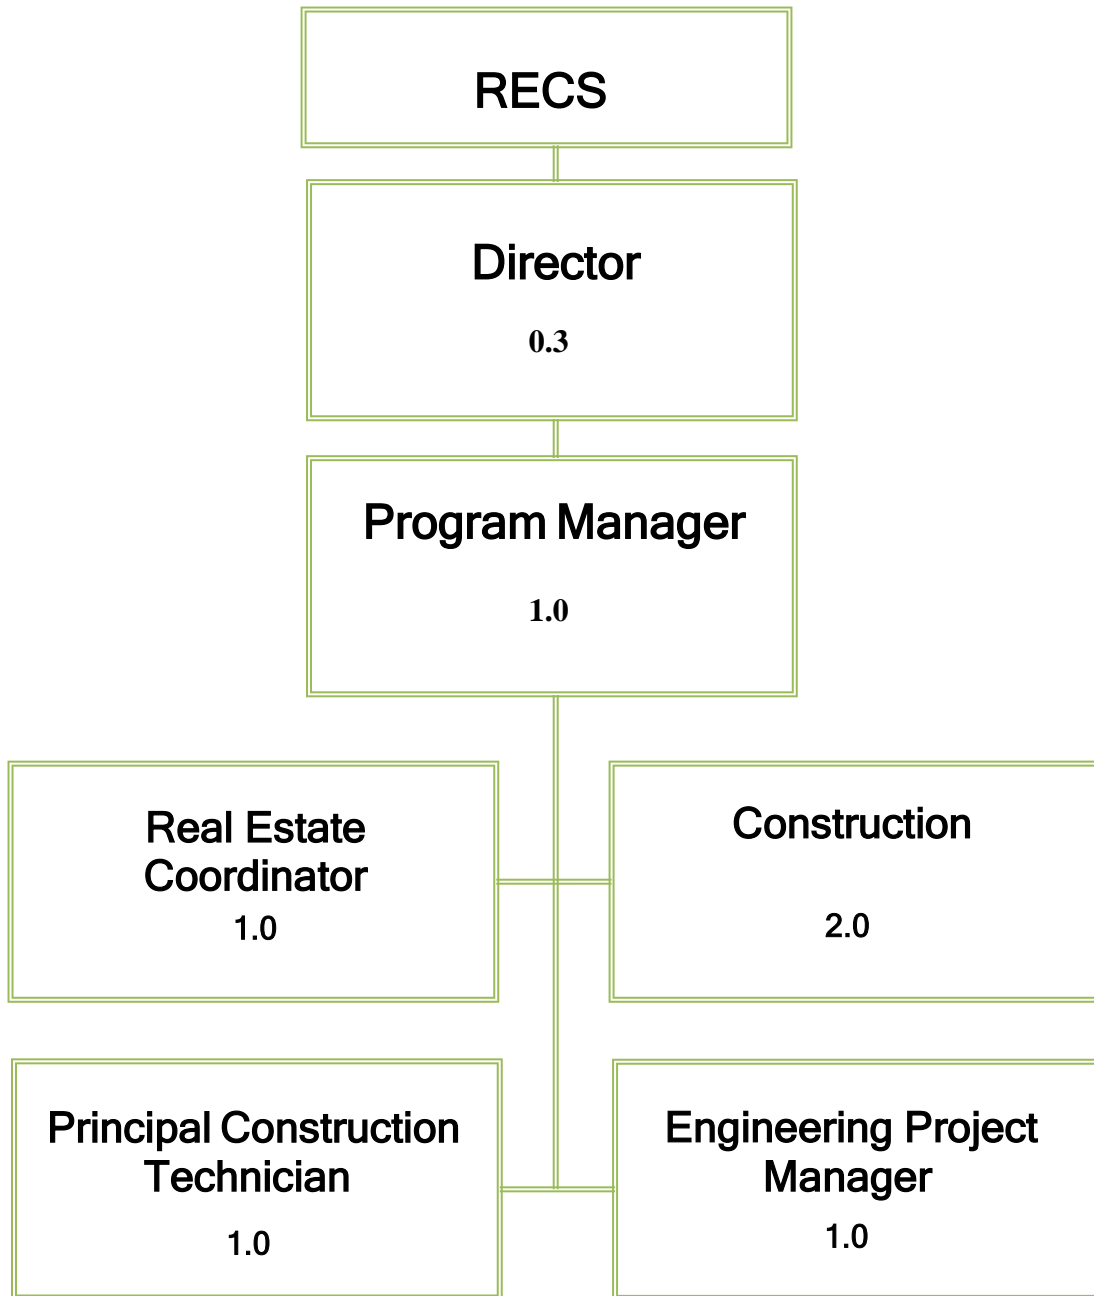 RECS
Director
0.3
Program Manager
1.0
Real Estate
Coordinator
1.0
Construction
2.0
Principal Construction
Technician
1.0
Engineering Project
Manager
1.0